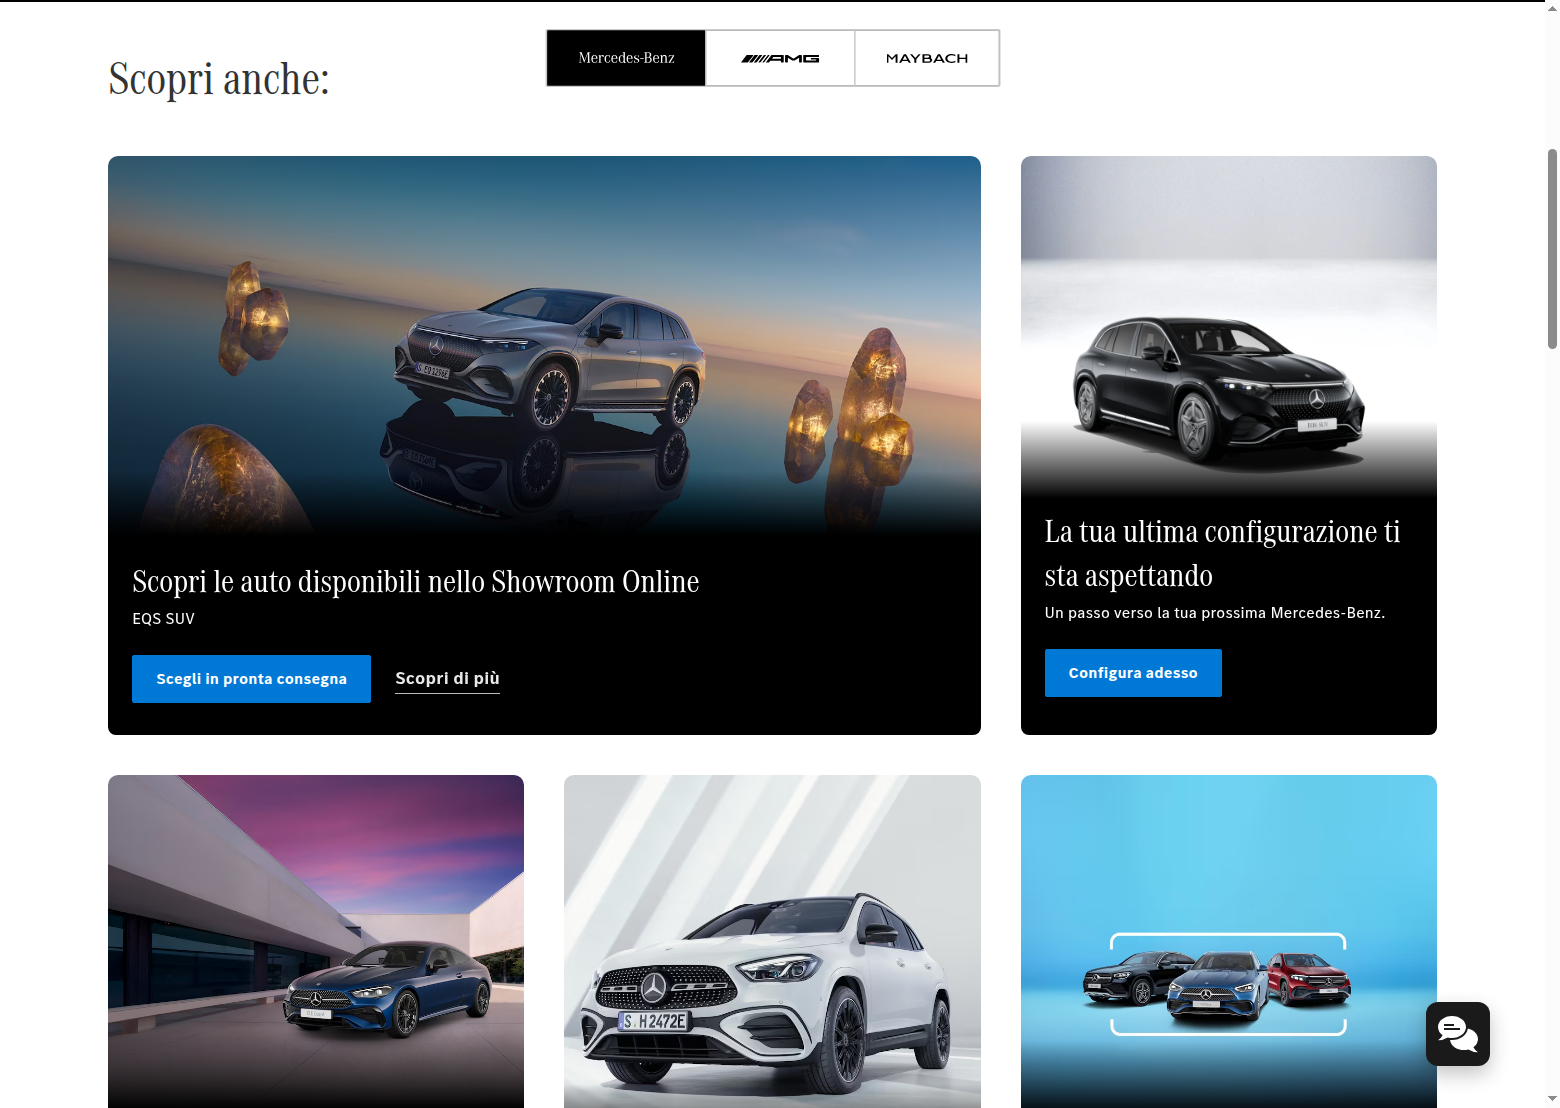 Scopri anche:
Mercedes-Benz
AMG
MAYBACH
Scopri le auto disponibili nello Showroom Online
EQS SUV
Scegli in pronta consegna
Scopri di più
La tua ultima configurazione ti
sta aspettando
Un passo verso la tua prossima Mercedes-Benz.
Configura adesso
S H 2472E